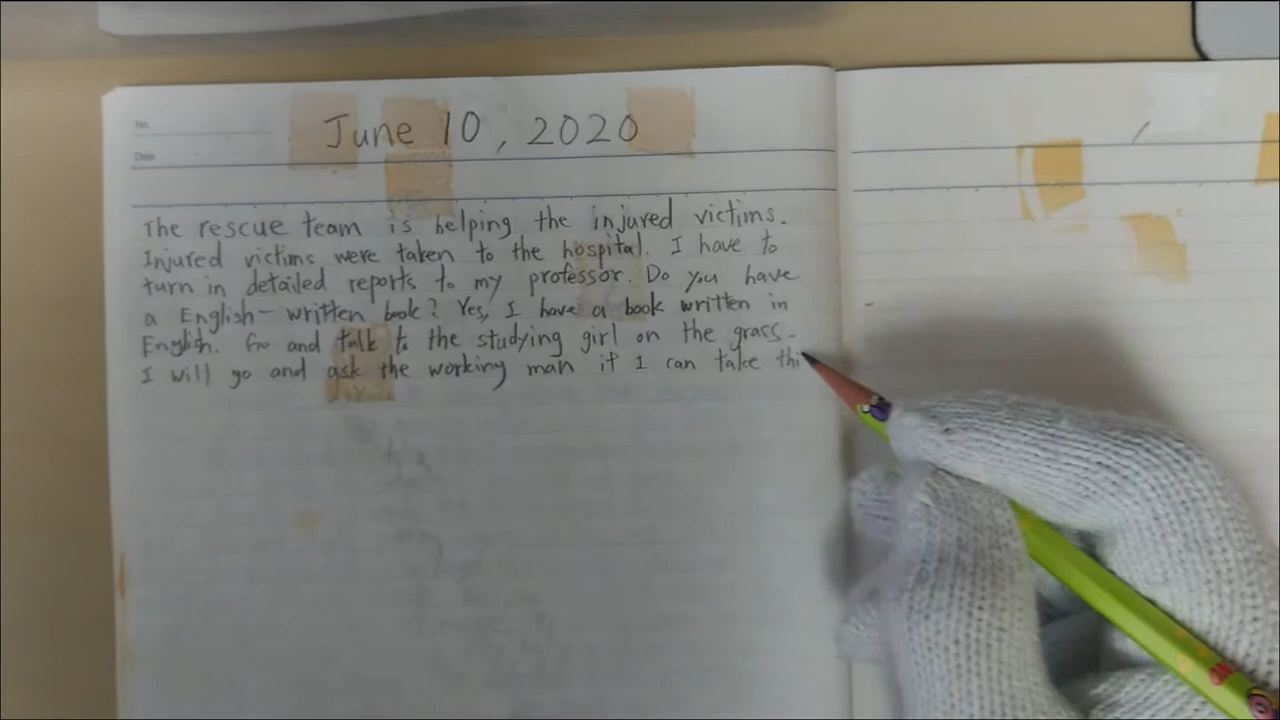 No.
Date
June 10, 2020
The rescue team is helping the injured victims.
Injured victims were taken to the hospital. I have to
turn in detailed reports to my professor. Do you have
a English-written book? Yes, I have a book written in
English. Go and talk to the studying girl on the grass.
I will go and ask the working man if I can take thi